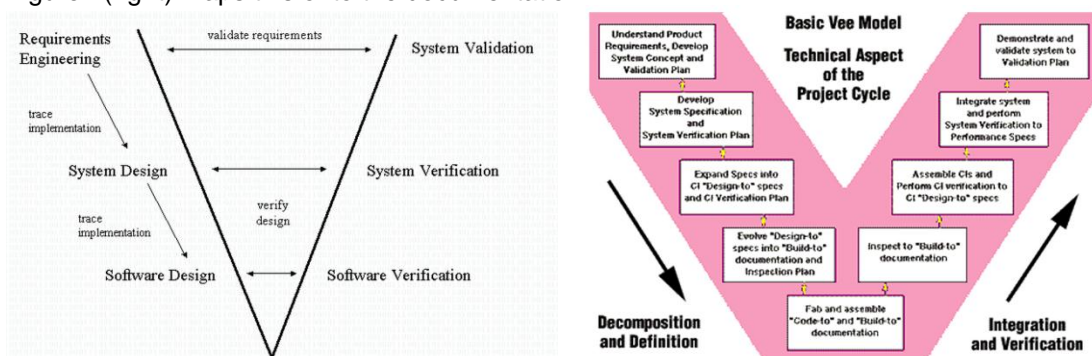 Requirements
Engineering
validate requirements
System Validation
trace
implementation
System Design
System Verification
verify
design
trace
implementation
Software Design
Software Verification
Basic Vee Model
Technical Aspect
of the
Project Cycle
Understand Product
Requirements, Develop
System Concept and
Validation Plan
Develop
System Specification
and
System Verification Plan
Expand Specs into
CI "Design-to" specs
and CI Verification Plan
Evolve "Design-to"
specs into "Build-to"
documentation and
Inspection Plan
Fab and assemble
"Code-to" and "Build-to"
documentation
Inspect to "Build-to"
documentation
Assemble CIs and
Perform CI verification to
CI "Design-to" specs
Integrate system
and perform
System Verification to
Performance Specs
Demonstrate and
validate system to
Validation Plan
Decomposition
and Definition
Integration
and Verification